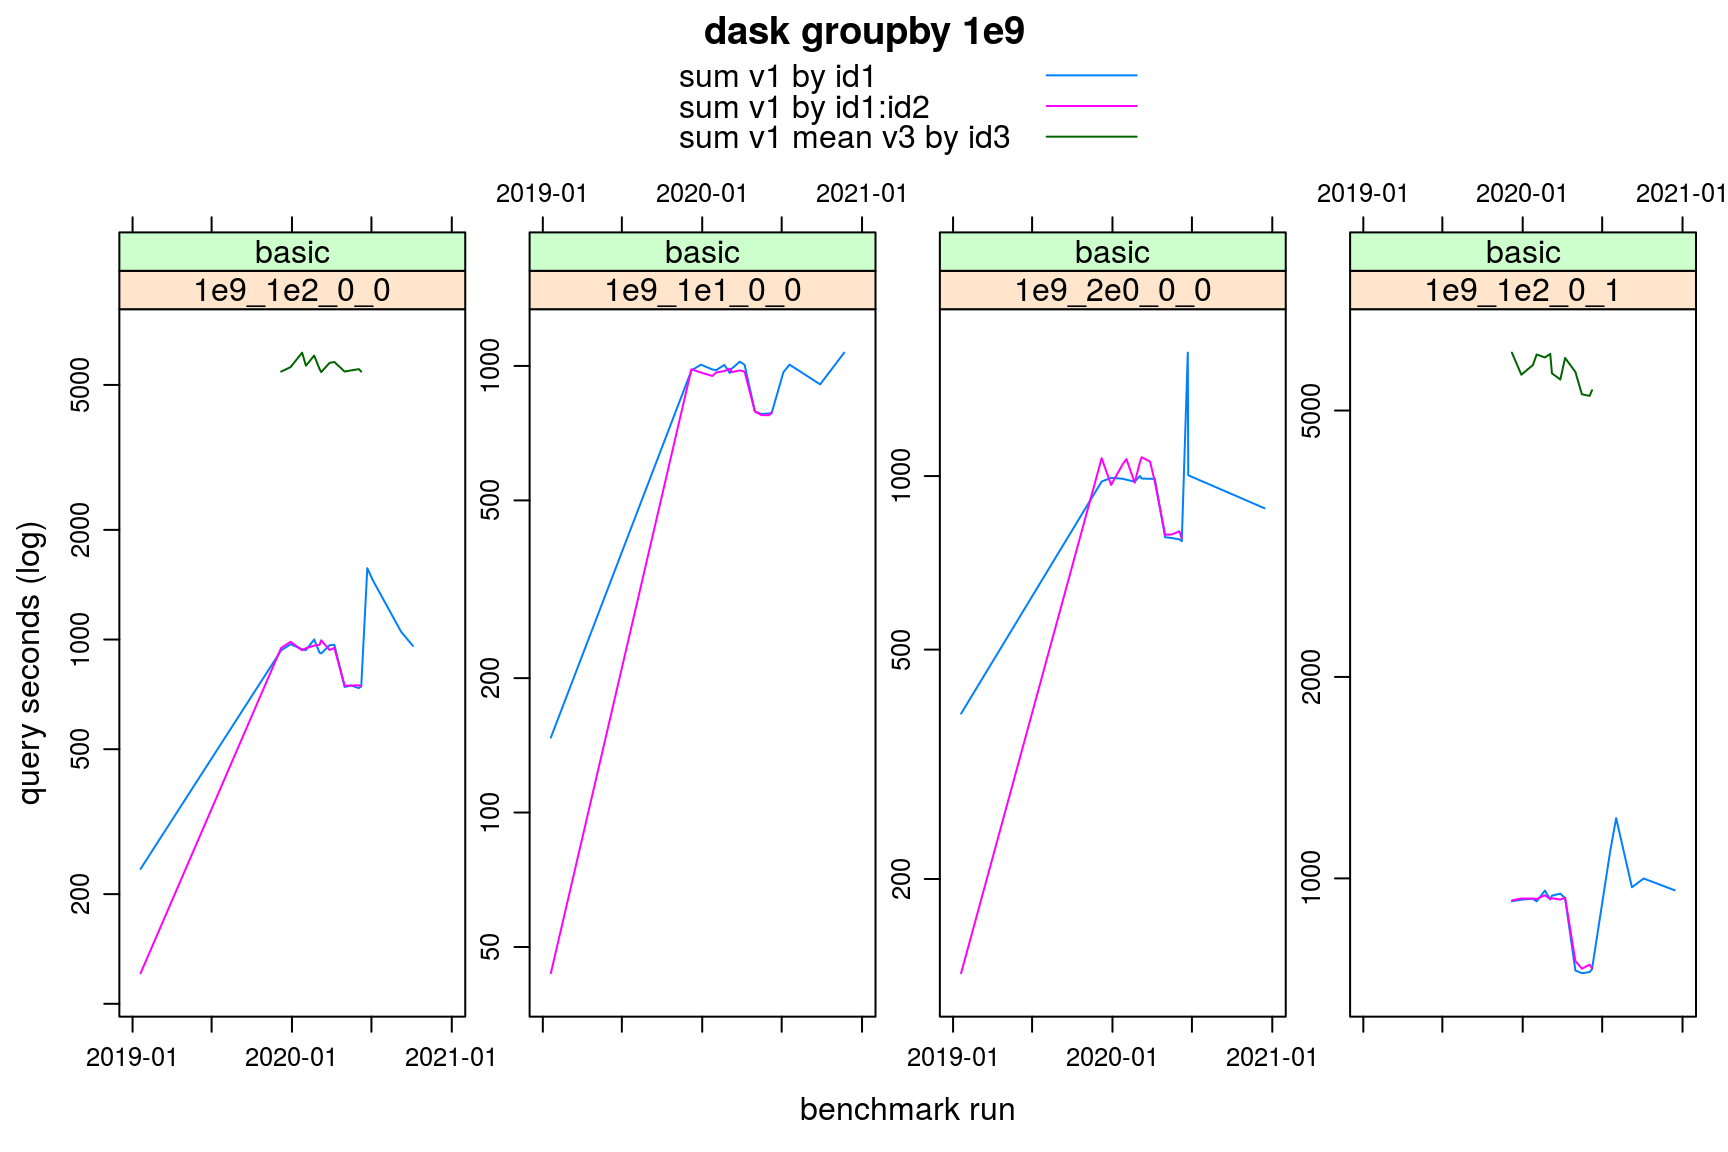 dask groupby 1e9
sum v1 by id1
sum v1 by id1:id2
sum v1 mean v3 by id3
2019-01 2020-01 2021-01 2019-01 2020-01 2021-01
basic basic basic basic
1e9_1e2_0_0 1e9_1e1_0_0 1e9_2e0_0_0 1e9_1e2_0_1
query seconds (log)
5000
2000
1000
500
200
1000
500
200
100
50
1000
500
200
5000
2000
1000
2019-01 2020-01 2021-01 2019-01 2020-01 2021-01
benchmark run